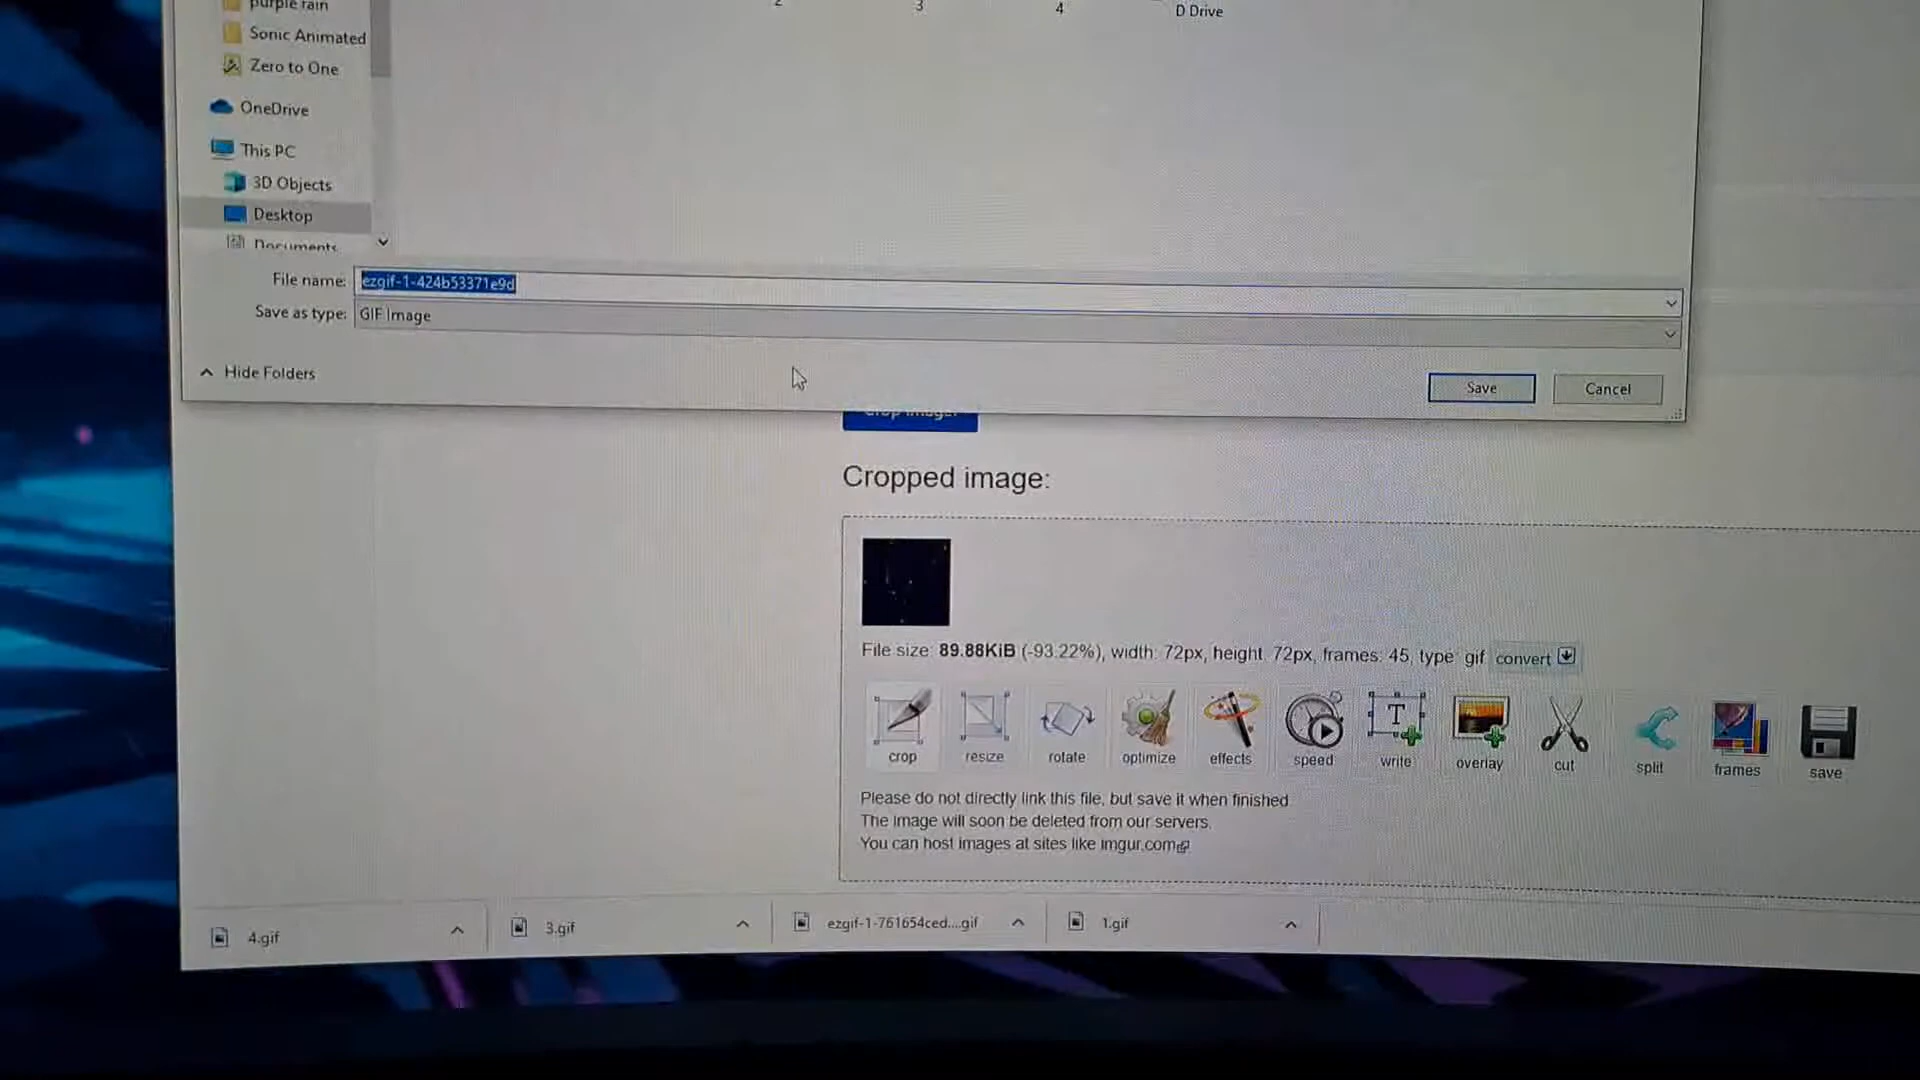 purple rain
2
3
4
D Drive
Sonic Animated
Zero to One
OneDrive
This PC
3D Objects
Desktop
Documents
File name: ezgif-1-424b53371e9d
Save as type: GIF Image
Hide Folders
Save
Cancel
Crop image!
Cropped image:
File size: 89.88KiB (-93.22%), width: 72px, height: 72px, frames: 45, type: gif convert
crop
resize
rotate
optimize
effects
speed
T
write
overlay
cut
split
frames
save
Please do not directly link this file, but save it when finished
The image will soon be deleted from our servers.
You can host images at sites like imgur.com
4.gif
3.gif
ezgif-1-761654ced....gif
1.gif